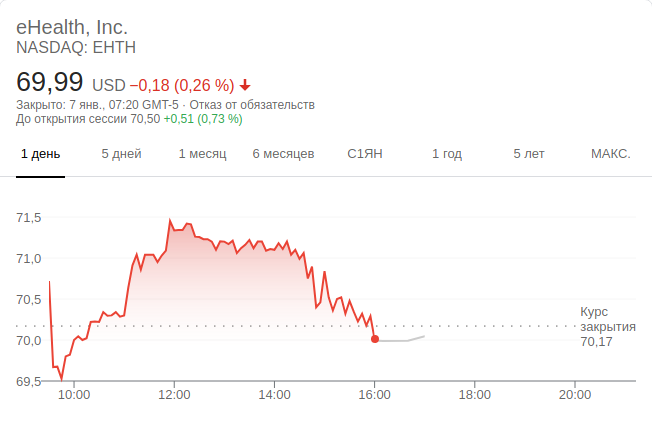 eHealth, Inc.
NASDAQ: EHTH
69,99 USD −0,18 (0,26 %)
Закрыто: 7 янв., 07:20 GMT-5 · Отказ от обязательств
До открытия сессии 70,50 +0,51 (0,73 %)
1 день 5 дней 1 месяц 6 месяцев С1ЯН 1 год 5 лет МАКС.
71,5
71,0
70,5
Курс
закрытия
70,17
70,0
69,5
10:00 12:00 14:00 16:00 18:00 20:00